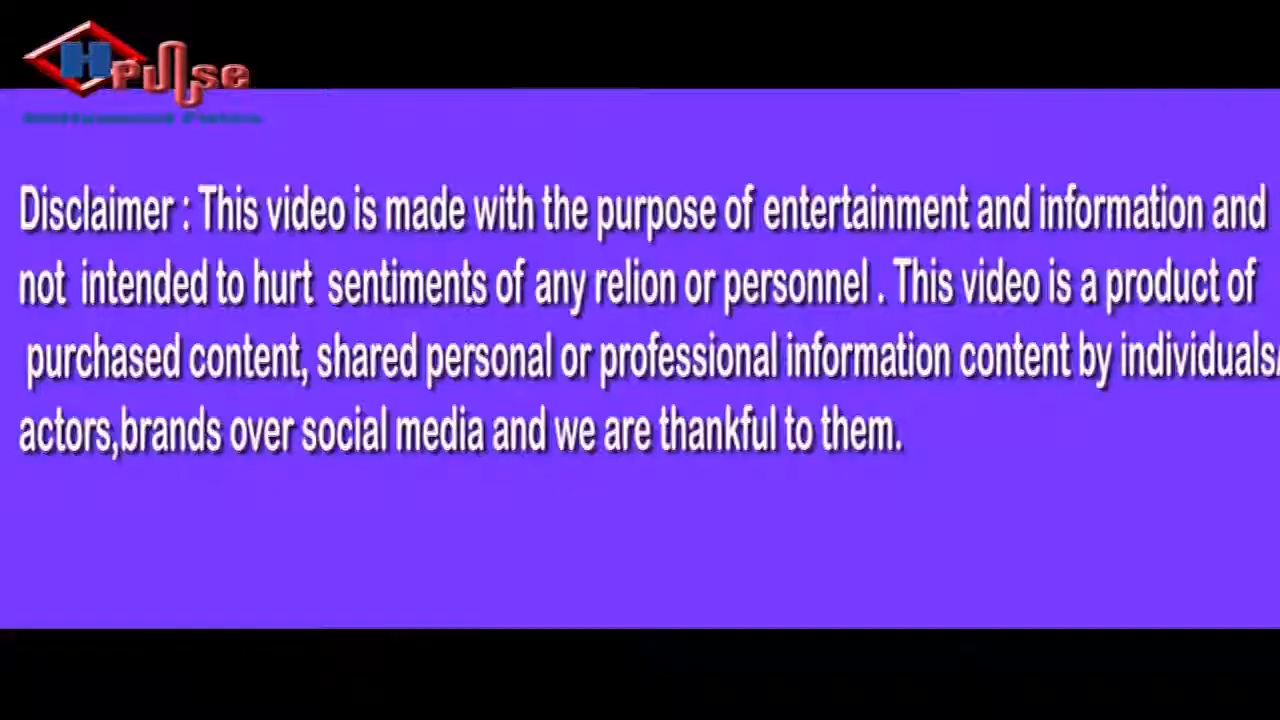 H Pulse
Disclaimer : This video is made with the purpose of entertainment and information and
not intended to hurt sentiments of any relion or personnel . This video is a product of
purchased content, shared personal or professional information content by individuals/
actors,brands over social media and we are thankful to them.